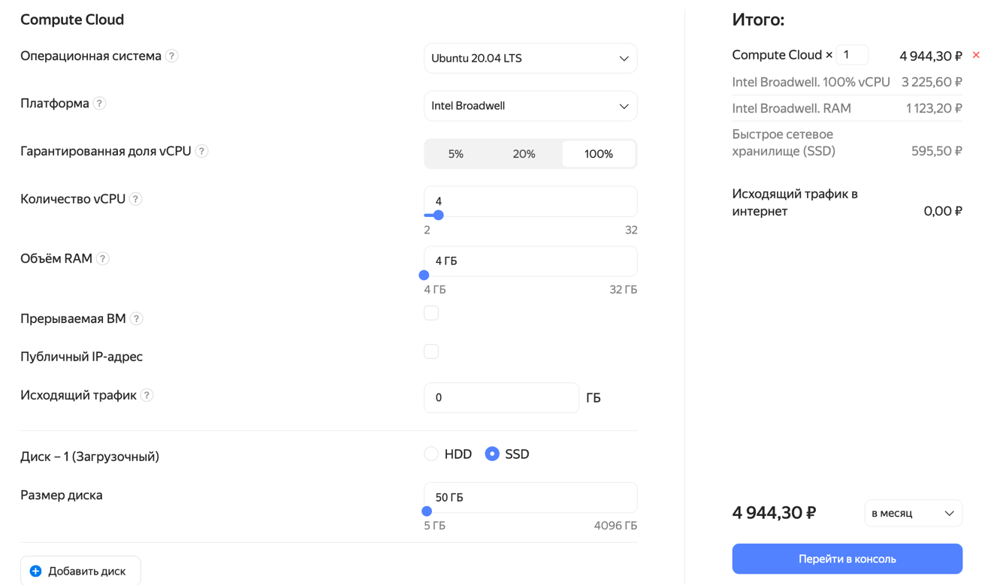 Compute Cloud
Операционная система ?
Ubuntu 20.04 LTS
Платформа ?
Intel Broadwell
Гарантированная доля vCPU ?
5% 20% 100%
Количество vCPU ?
4
2 32
Объём RAM ?
4 ГБ
4 ГБ 32 ГБ
Прерываемая ВМ ?
Публичный IP-адрес
Исходящий трафик ?
0 ГБ
Диск – 1 (Загрузочный)
HDD SSD
Размер диска
50 ГБ
5 ГБ 4096 ГБ
Добавить диск
Итого:
Compute Cloud × 1 4 944,30 ₽
Intel Broadwell. 100% vCPU 3 225,60 ₽
Intel Broadwell. RAM 1 123,20 ₽
Быстрое сетевое
хранилище (SSD) 595,50 ₽
Исходящий трафик в
интернет 0,00 ₽
4 944,30 ₽ в месяц
Перейти в консоль